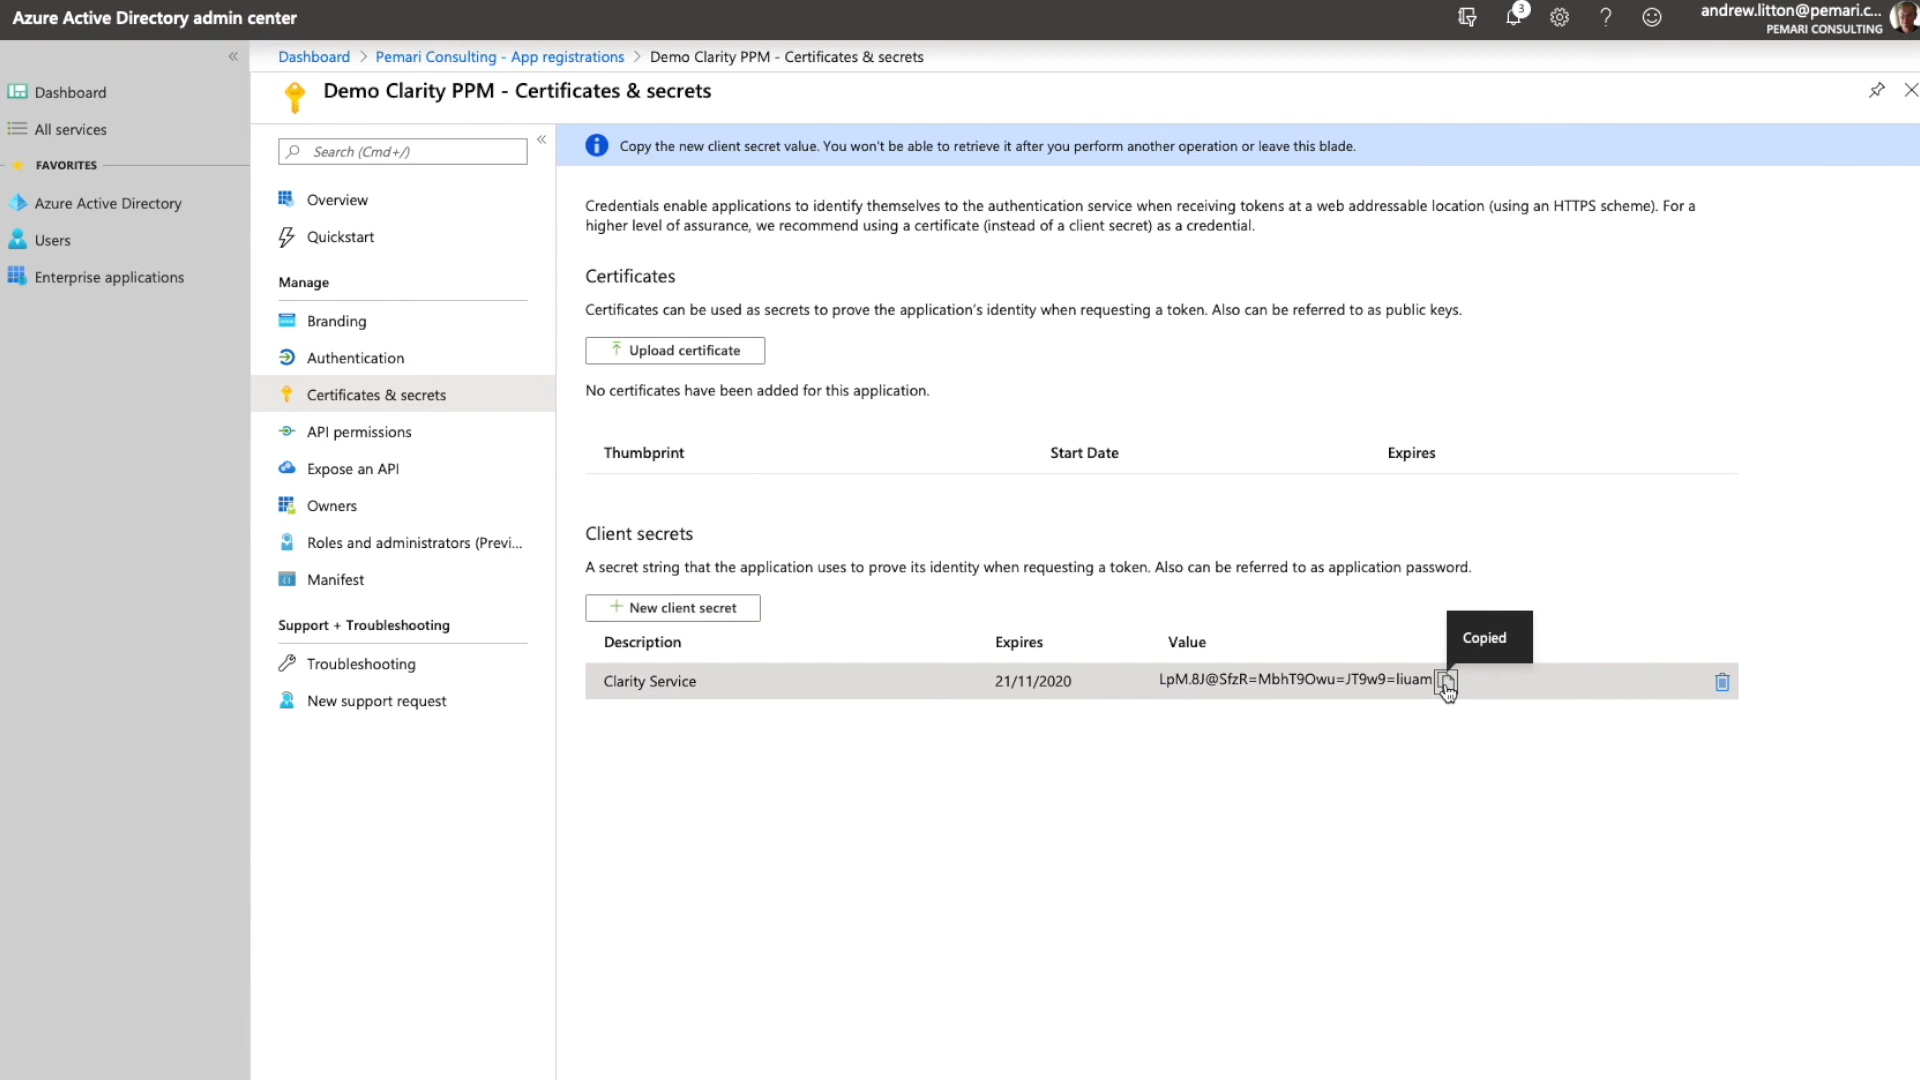 Azure Active Directory admin center
3
andrew.litton@pemari.c...
PEMARI CONSULTING
«
Dashboard
All services
FAVORITES
Azure Active Directory
Users
Enterprise applications
Dashboard > Pemari Consulting - App registrations > Demo Clarity PPM - Certificates & secrets
Demo Clarity PPM - Certificates & secrets
Search (Cmd+/)
«
Overview
Quickstart
Manage
Branding
Authentication
Certificates & secrets
API permissions
Expose an API
Owners
Roles and administrators (Previ...
Manifest
Support + Troubleshooting
Troubleshooting
New support request
Copy the new client secret value. You won't be able to retrieve it after you perform another operation or leave this blade.
Credentials enable applications to identify themselves to the authentication service when receiving tokens at a web addressable location (using an HTTPS scheme). For a
higher level of assurance, we recommend using a certificate (instead of a client secret) as a credential.
Certificates
Certificates can be used as secrets to prove the application's identity when requesting a token. Also can be referred to as public keys.
Upload certificate
No certificates have been added for this application.
Thumbprint Start Date Expires
Client secrets
A secret string that the application uses to prove its identity when requesting a token. Also can be referred to as application password.
New client secret
Copied
Description Expires Value
Clarity Service 21/11/2020 LpM.8J@SfzR=MbhT9Owu=JT9w9=liuam